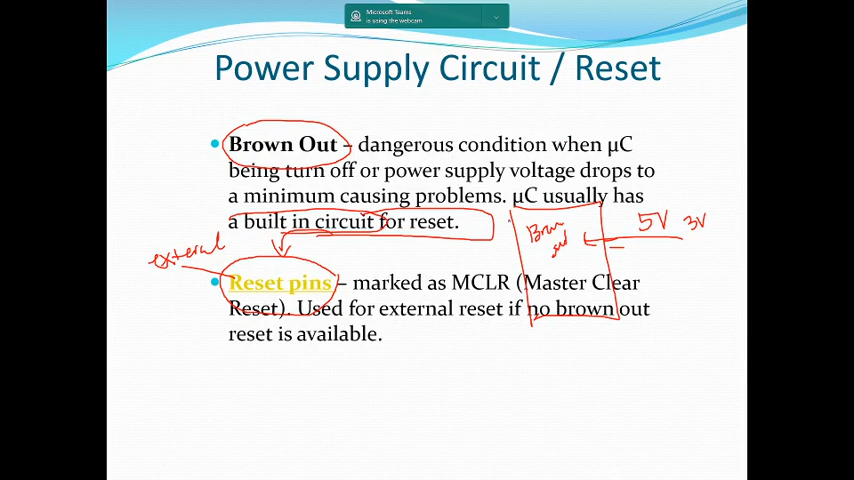 Microsoft Teams
is using the webcam
Power Supply Circuit / Reset
• Brown Out – dangerous condition when µC
being turn off or power supply voltage drops to
a minimum causing problems. µC usually has
a built in circuit for reset.
5V 3V
external
• Reset pins – marked as MCLR (Master Clear
Reset). Used for external reset if no brown out
reset is available.